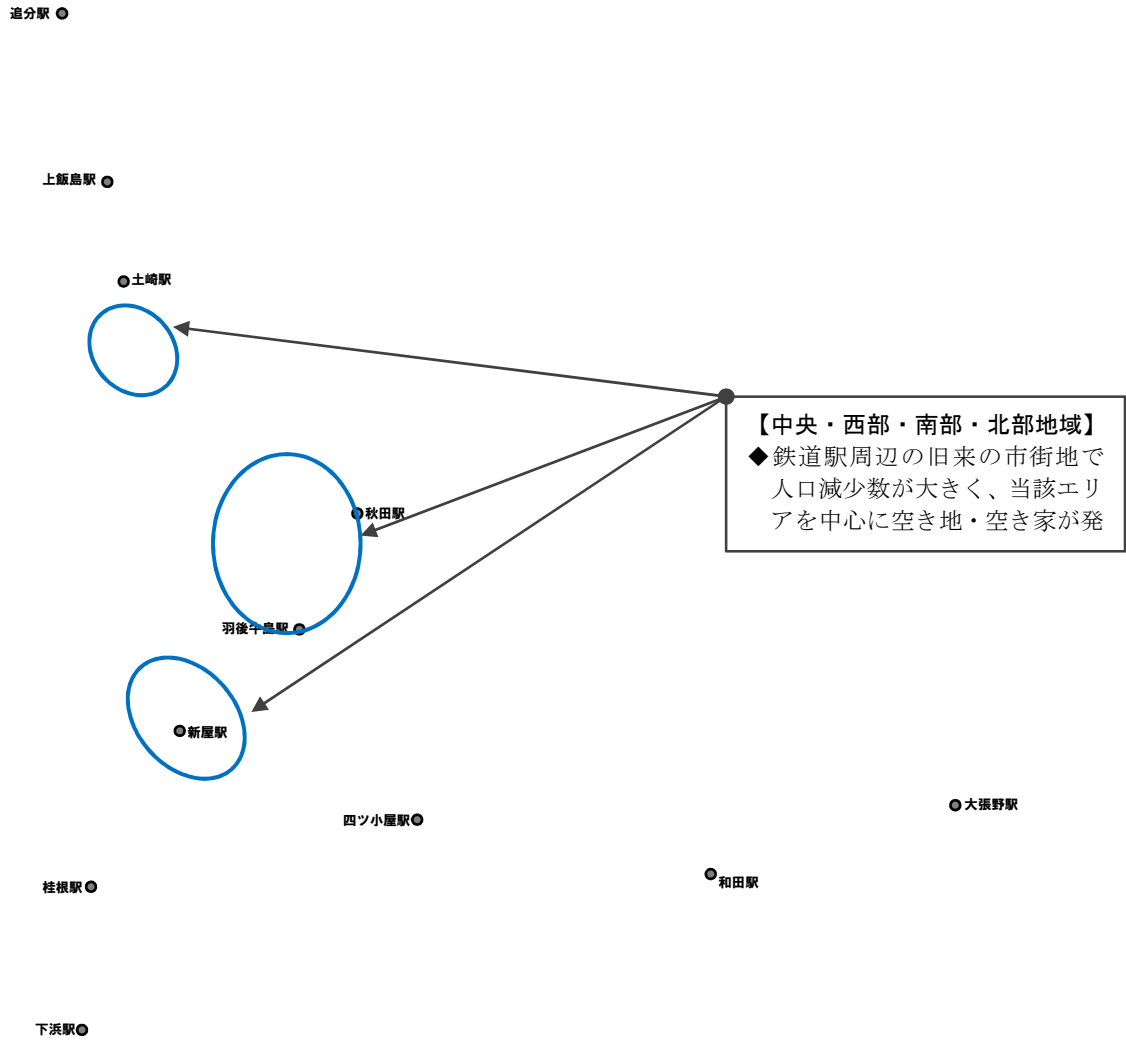 追分駅
上飯島駅
土崎駅
【中央・西部・南部・北部地域】
◆鉄道駅周辺の旧来の市街地で
人口減少数が大きく、当該エリ
アを中心に空き地・空き家が発
秋田駅
羽後牛島駅
新屋駅
大張野駅
四ツ小屋駅
和田駅
桂根駅
下浜駅